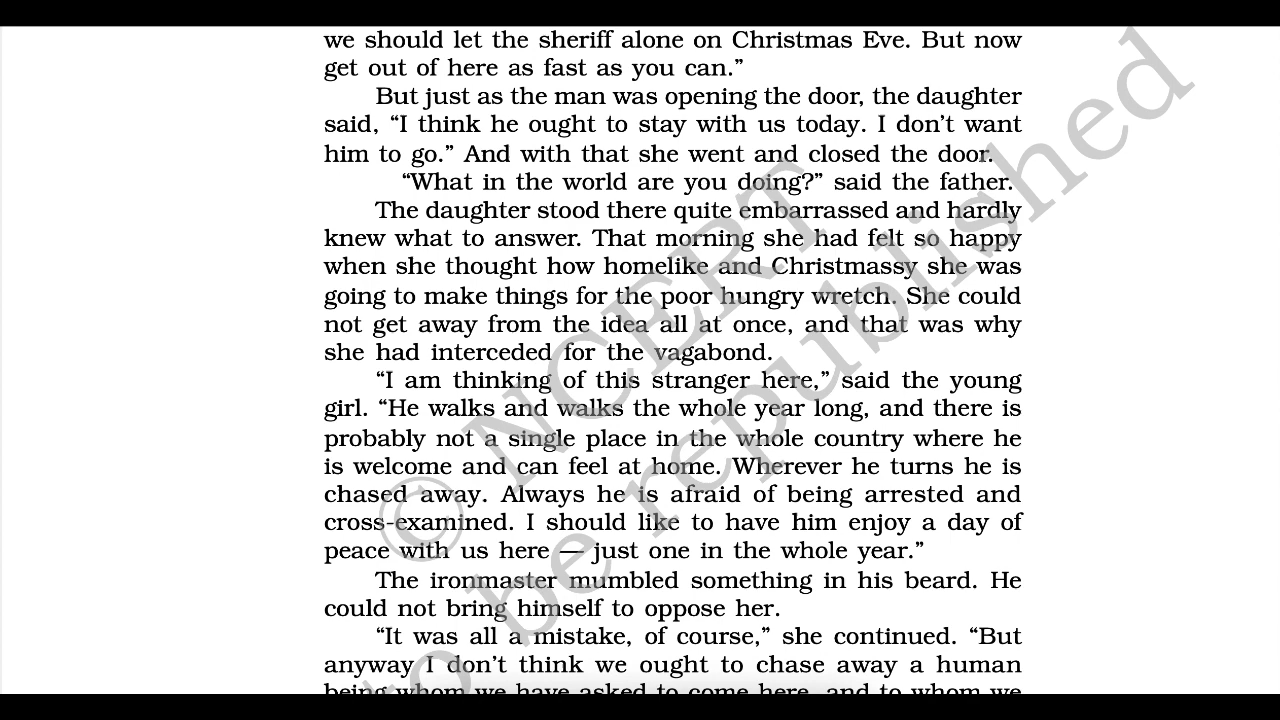 we should let the sheriff alone on Christmas Eve. But now
get out of here as fast as you can.”
But just as the man was opening the door, the daughter
said, “I think he ought to stay with us today. I don’t want
him to go.” And with that she went and closed the door.
“What in the world are you doing?” said the father.
The daughter stood there quite embarrassed and hardly
knew what to answer. That morning she had felt so happy
when she thought how homelike and Christmassy she was
going to make things for the poor hungry wretch. She could
not get away from the idea all at once, and that was why
she had interceded for the vagabond.
“I am thinking of this stranger here,” said the young
girl. “He walks and walks the whole year long, and there is
probably not a single place in the whole country where he
is welcome and can feel at home. Wherever he turns he is
chased away. Always he is afraid of being arrested and
cross-examined. I should like to have him enjoy a day of
peace with us here — just one in the whole year.”
The ironmaster mumbled something in his beard. He
could not bring himself to oppose her.
“It was all a mistake, of course,” she continued. “But
anyway I don’t think we ought to chase away a human
being whom we have asked to come here, and to whom we
© NCERT
to be republished